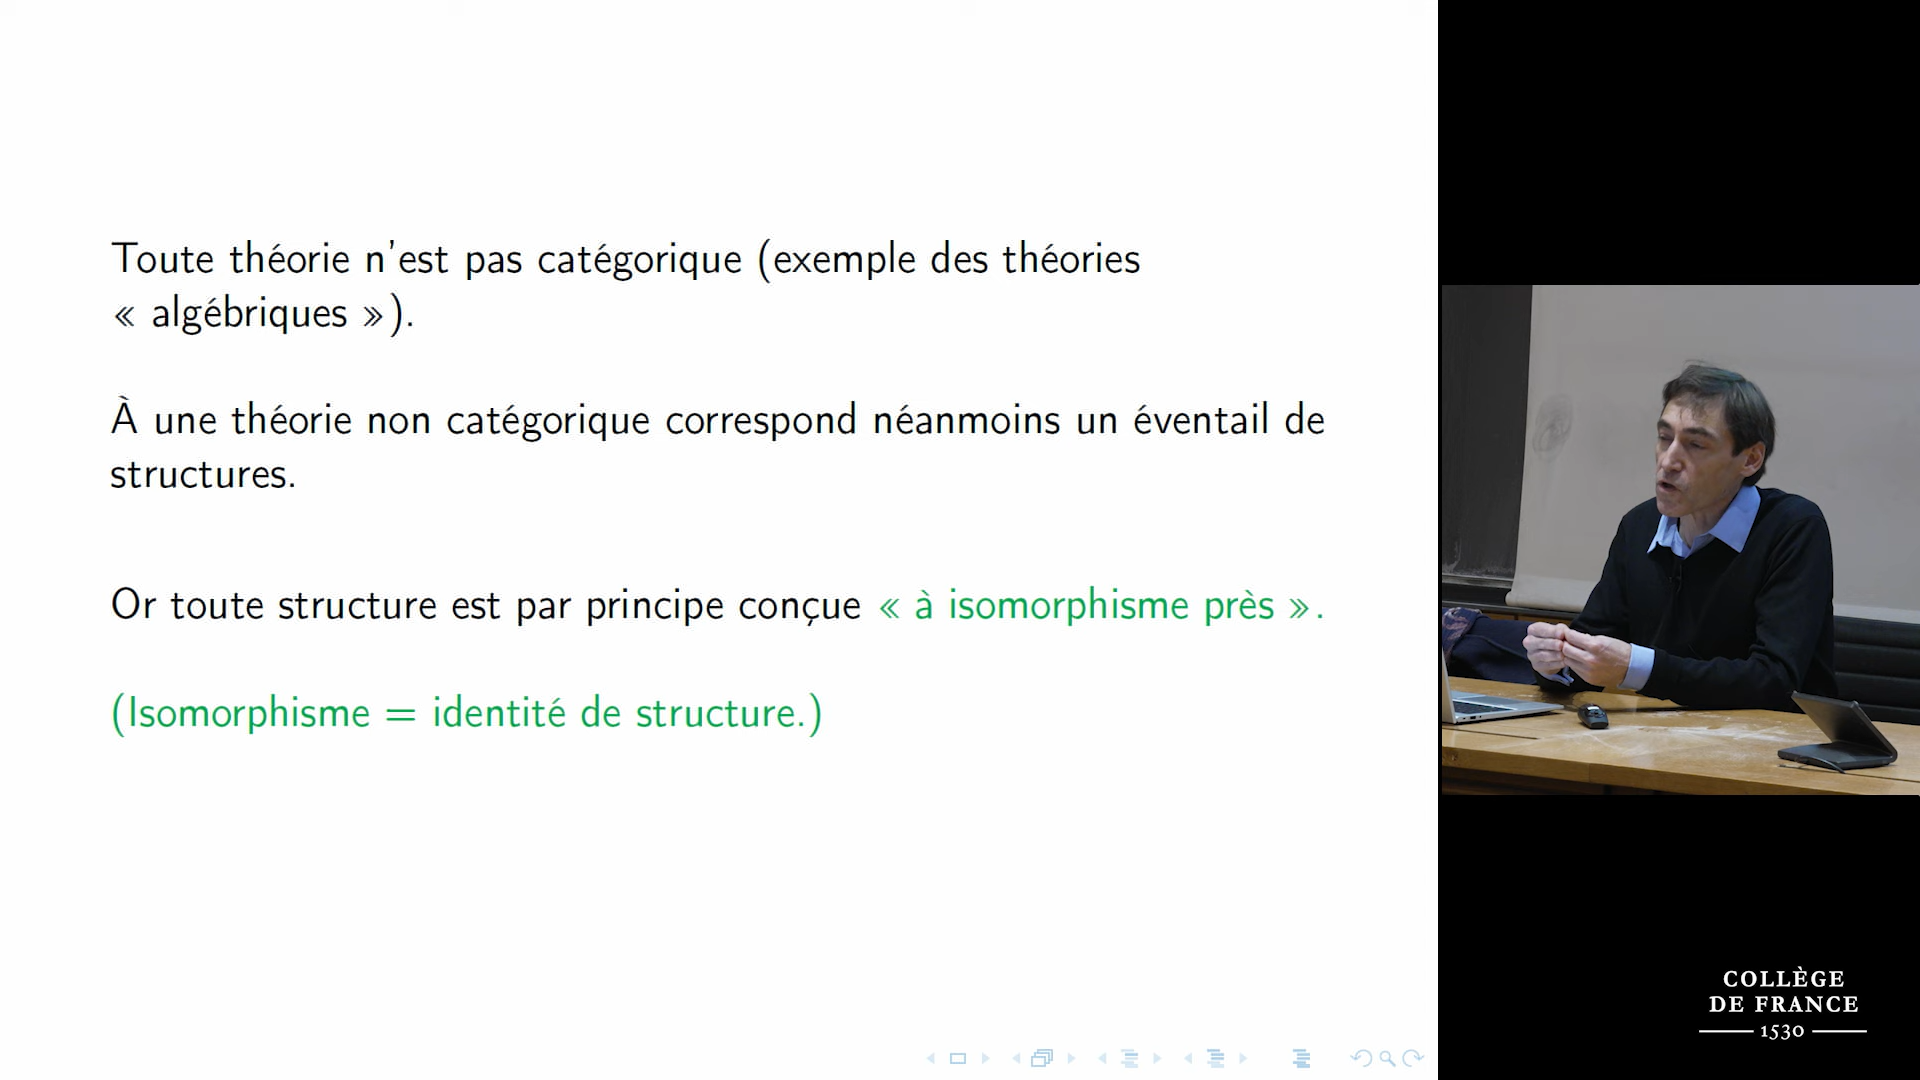 Toute théorie n'est pas catégorique (exemple des théories
« algébriques »).
À une théorie non catégorique correspond néanmoins un éventail de
structures.
Or toute structure est par principe conçue « à isomorphisme près ».
(Isomorphisme = identité de structure.)
COLLÈGE
DE FRANCE
1530